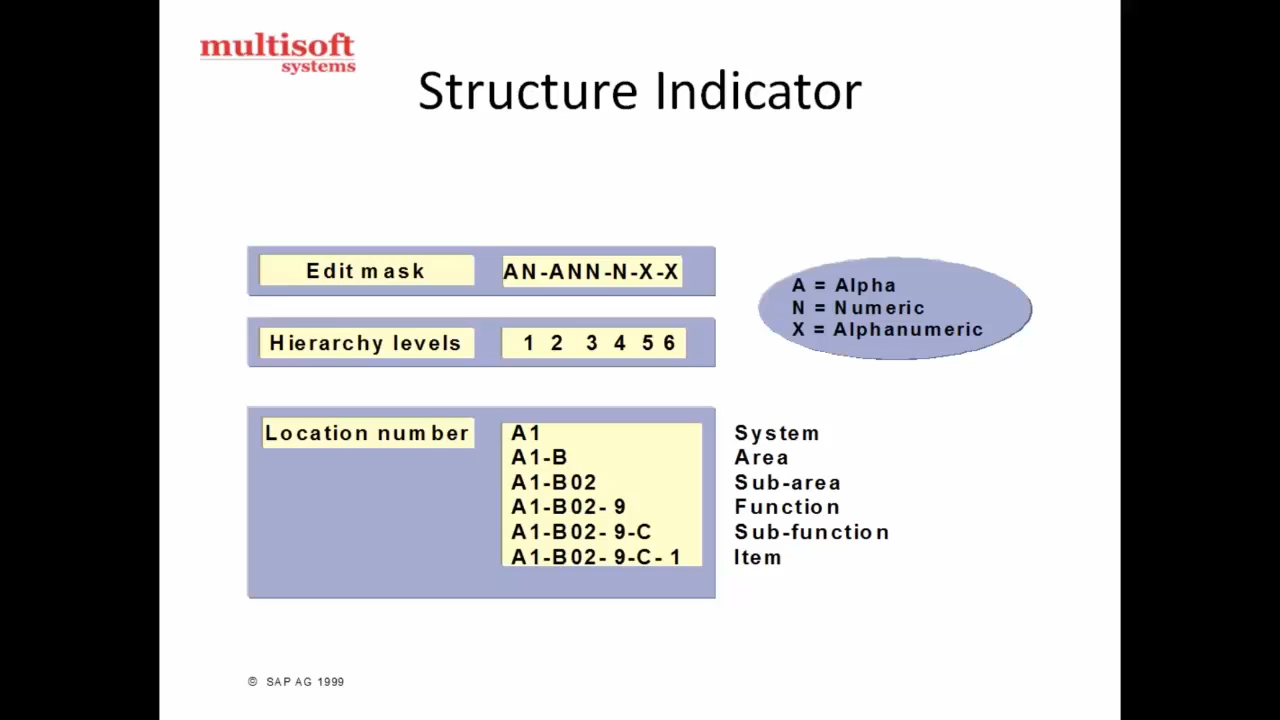 multisoft
systems
Structure Indicator
Edit mask AN-ANN-N-X-X
Hierarchy levels 1 2 3 4 5 6
A = Alpha
N = Numeric
X = Alphanumeric
Location number A1 System
A1-B Area
A1-B02 Sub-area
A1-B02- 9 Function
A1-B02- 9-C Sub-function
A1-B02- 9-C- 1 Item
© SAP AG 1999